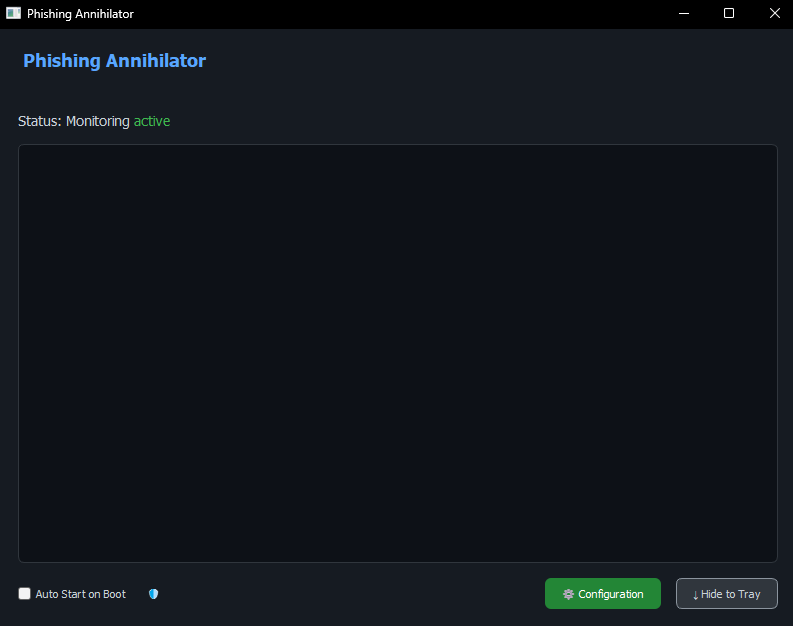 Phishing Annihilator
Phishing Annihilator
Status: Monitoring active
Auto Start on Boot
Configuration
↓ Hide to Tray